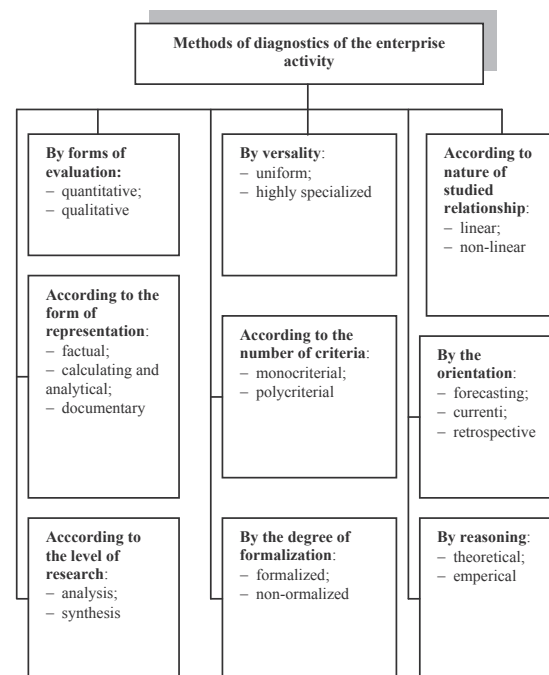 Methods of diagnostics of the enterprise
activity
By forms of
evaluation:
– quantitative;
– qualitative
By versality:
– uniform;
– highly specialized
According to
nature of
studied
relationship:
– linear;
– non-linear
According to the
form of
representation:
– factual;
– calculating and
analytical;
– documentary
According to the
number of criteria:
– monocriterial;
– polycriterial
By the
orientation:
– forecasting;
– currenti;
– retrospective
Acccording to
the level of
research:
– analysis;
– synthesis
By the degree of
formalization:
– formalized;
– non-ormalized
By reasoning:
– theoretical;
– emperical